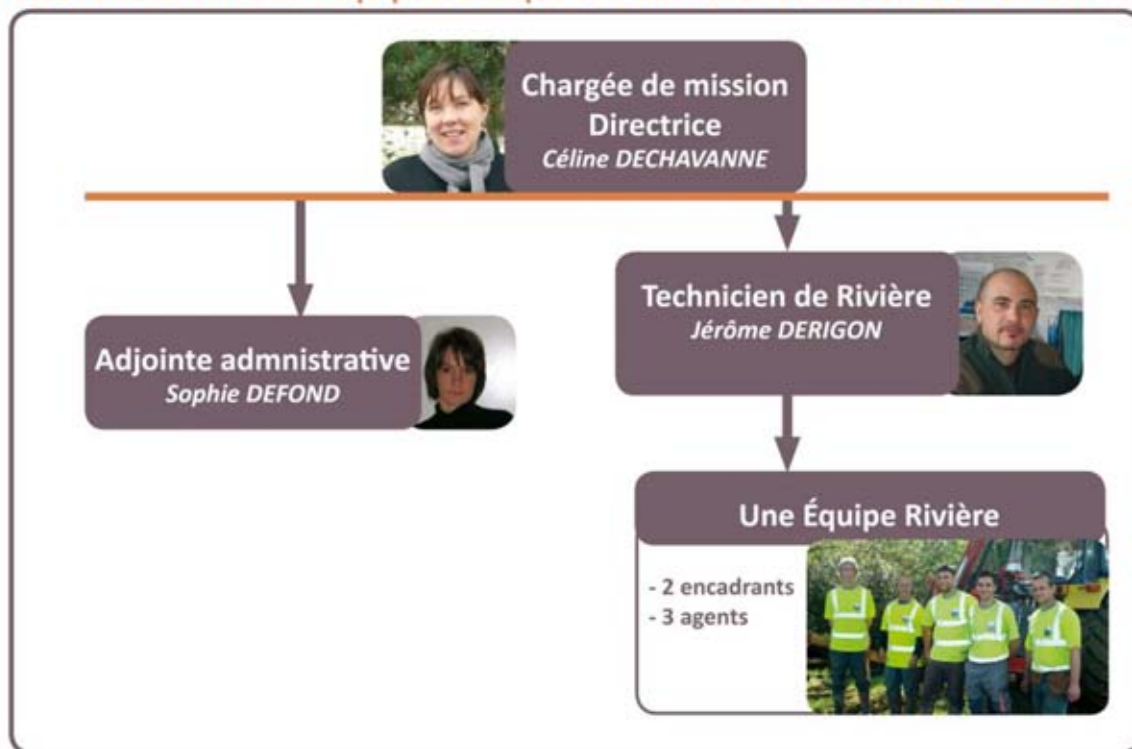 Chargée de mission
Directrice
Céline DECHAVANNE
Adjointe admnistrative
Sophie DEFOND
Technicien de Rivière
Jérôme DERIGON
Une Équipe Rivière
- 2 encadrants
- 3 agents